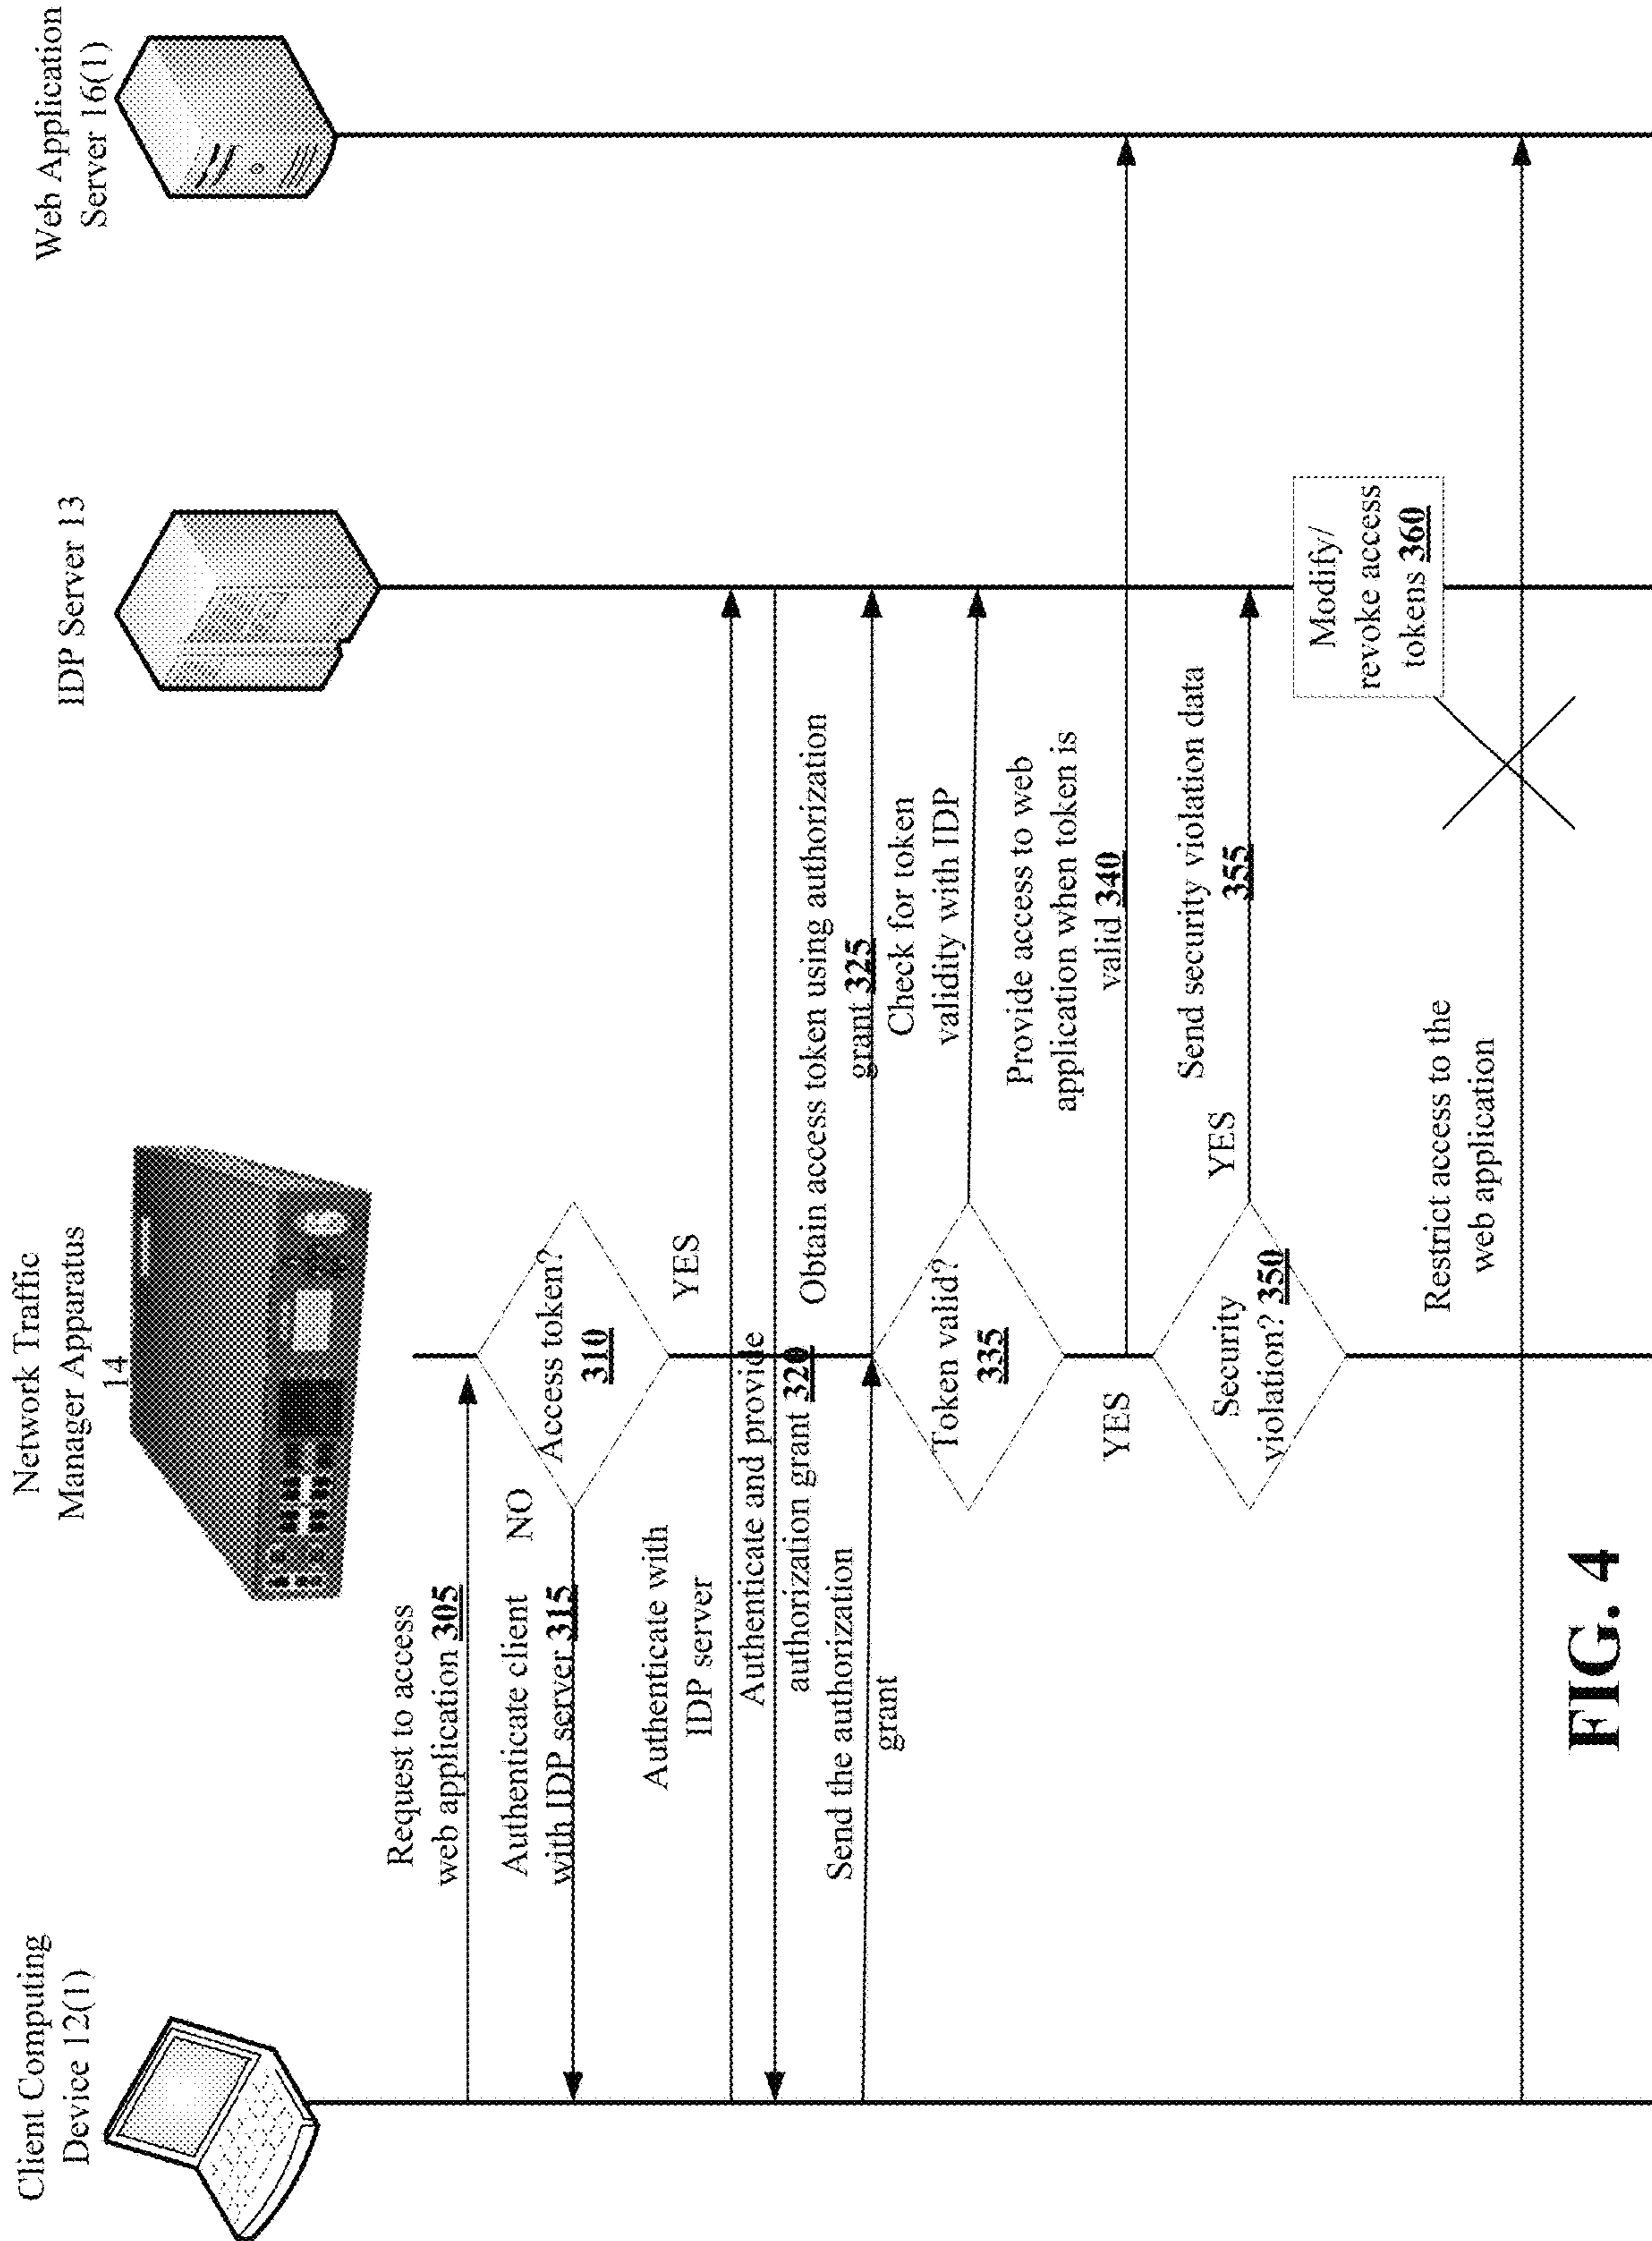 Client Computing
Device 12(1)
Network Traffic
Manager Apparatus
14
IDP Server 13
Web Application
Server 16(1)
Request to access
web application 305
Access token?
310
NO
Authenticate client
with IDP server 315
YES
Authenticate with
IDP server
Authenticate and provide
authorization grant 320
Obtain access token using authorization
grant 325
Send the authorization
grant
Check for token
validity with IDP
Token valid?
335
Provide access to web
application when token is
valid 340
YES
Security
violation? 350
YES
Send security violation data
355
Modify/
revoke access
tokens 360
Restrict access to the
web application
FIG. 4